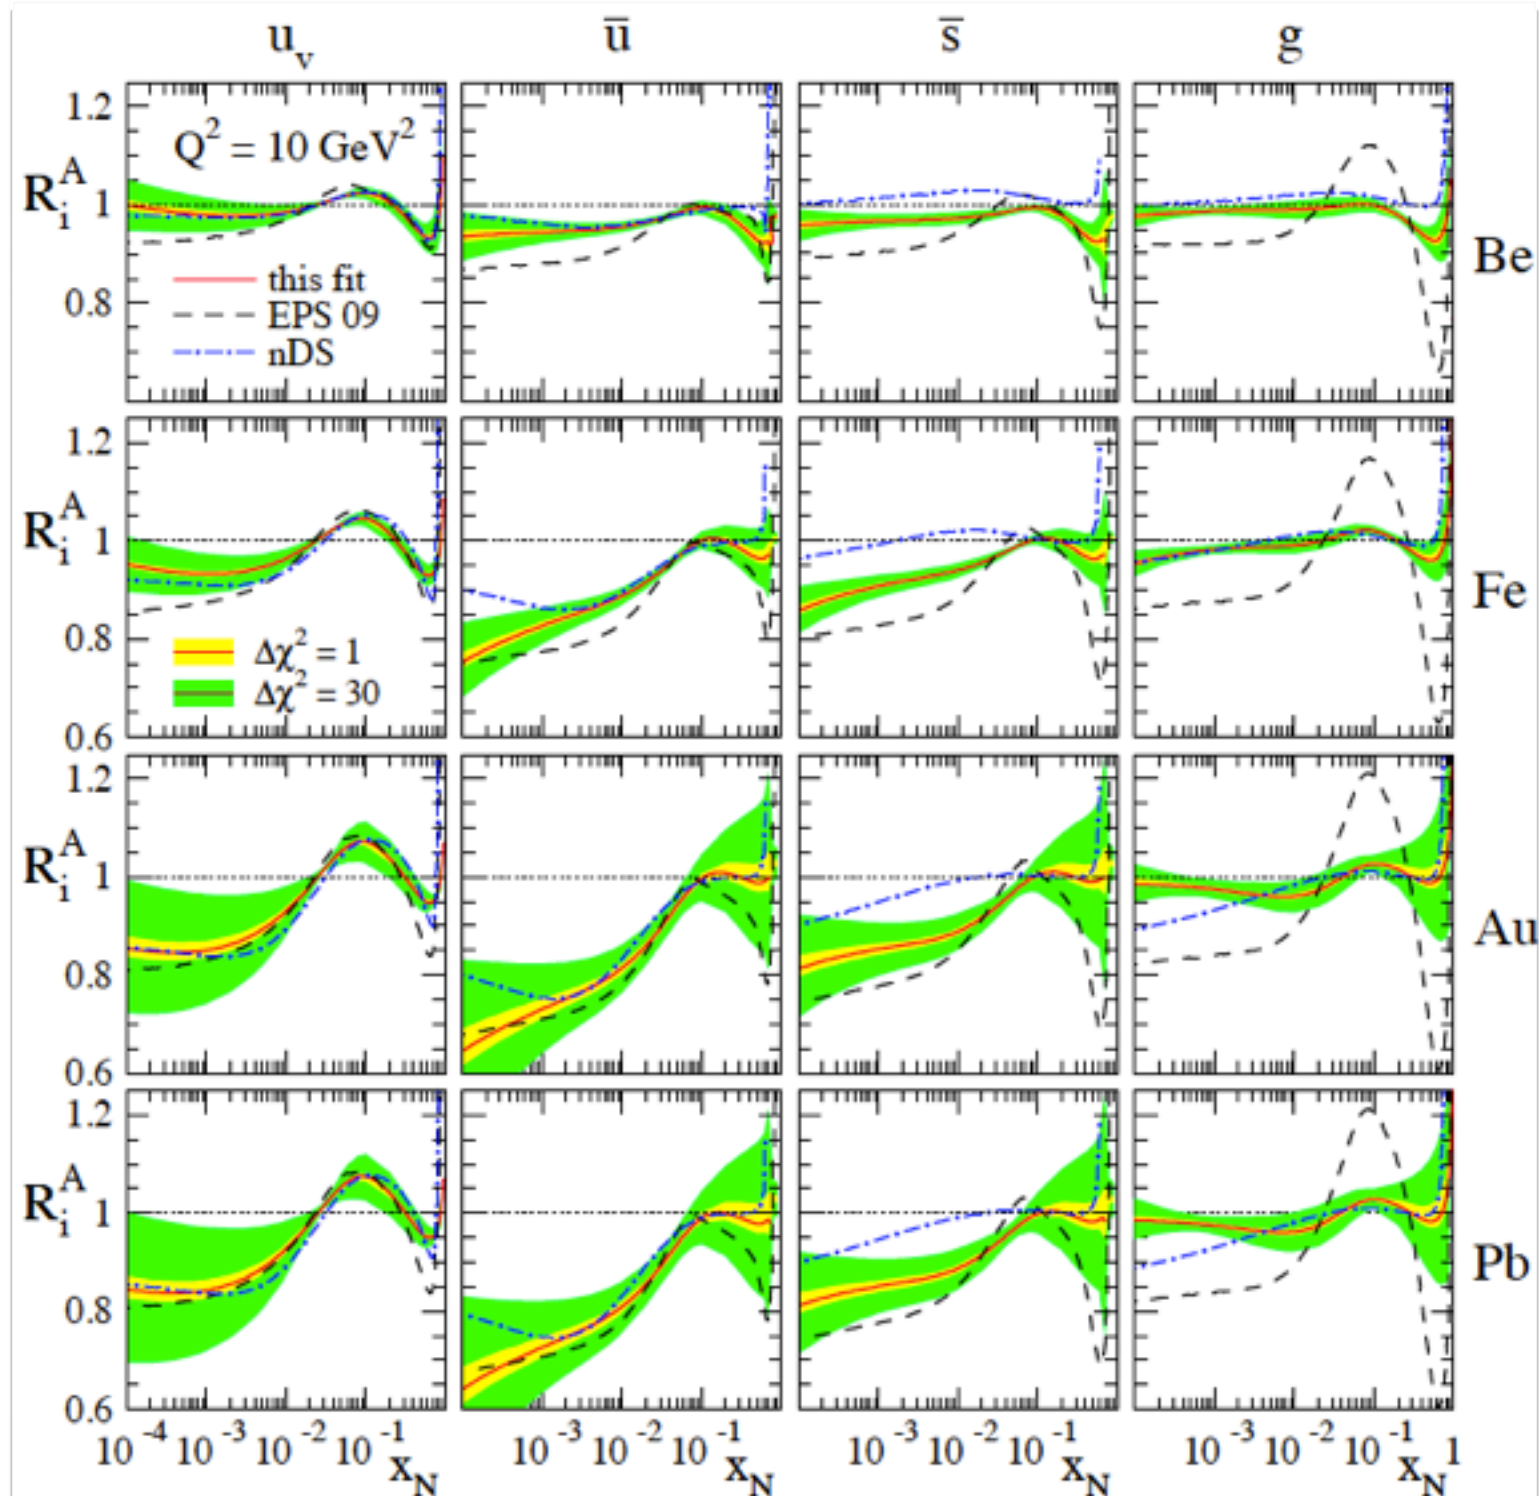 u_v ū s̄ g
1.2
Q² = 10 GeV²
R_i^A 1
Be
this fit
0.8
EPS 09
nDS
1.2
R_i^A 1
Fe
0.8
Δχ² = 1
Δχ² = 30
0.6
1.2
R_i^A 1
Au
0.8
0.6
1.2
R_i^A 1
Pb
0.8
0.6
10⁻⁴ 10⁻³ 10⁻² 10⁻¹ 10⁻³ 10⁻² 10⁻¹ 10⁻³ 10⁻² 10⁻¹ 10⁻³ 10⁻² 10⁻¹ 1
x_N x_N x_N x_N